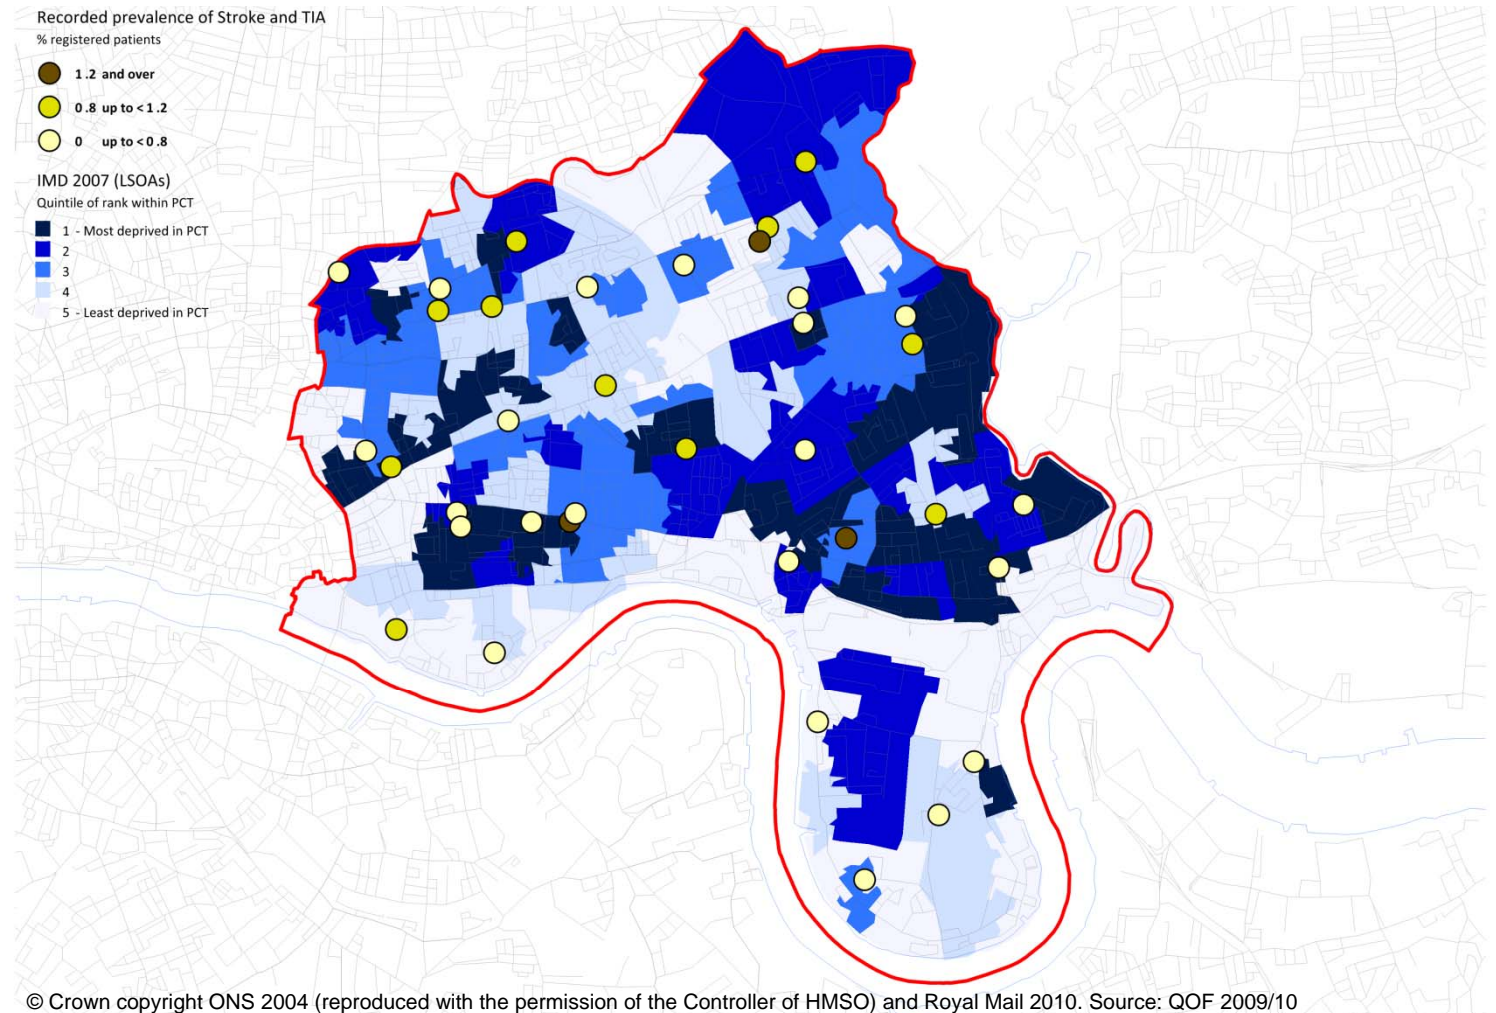 Recorded prevalence of Stroke and TIA
% registered patients
1.2 and over
0.8 up to < 1.2
0 up to < 0.8
IMD 2007 (LSOAs)
Quintile of rank within PCT
1 - Most deprived in PCT
2
3
4
5 - Least deprived in PCT
© Crown copyright ONS 2004 (reproduced with the permission of the Controller of HMSO) and Royal Mail 2010. Source: QOF 2009/10